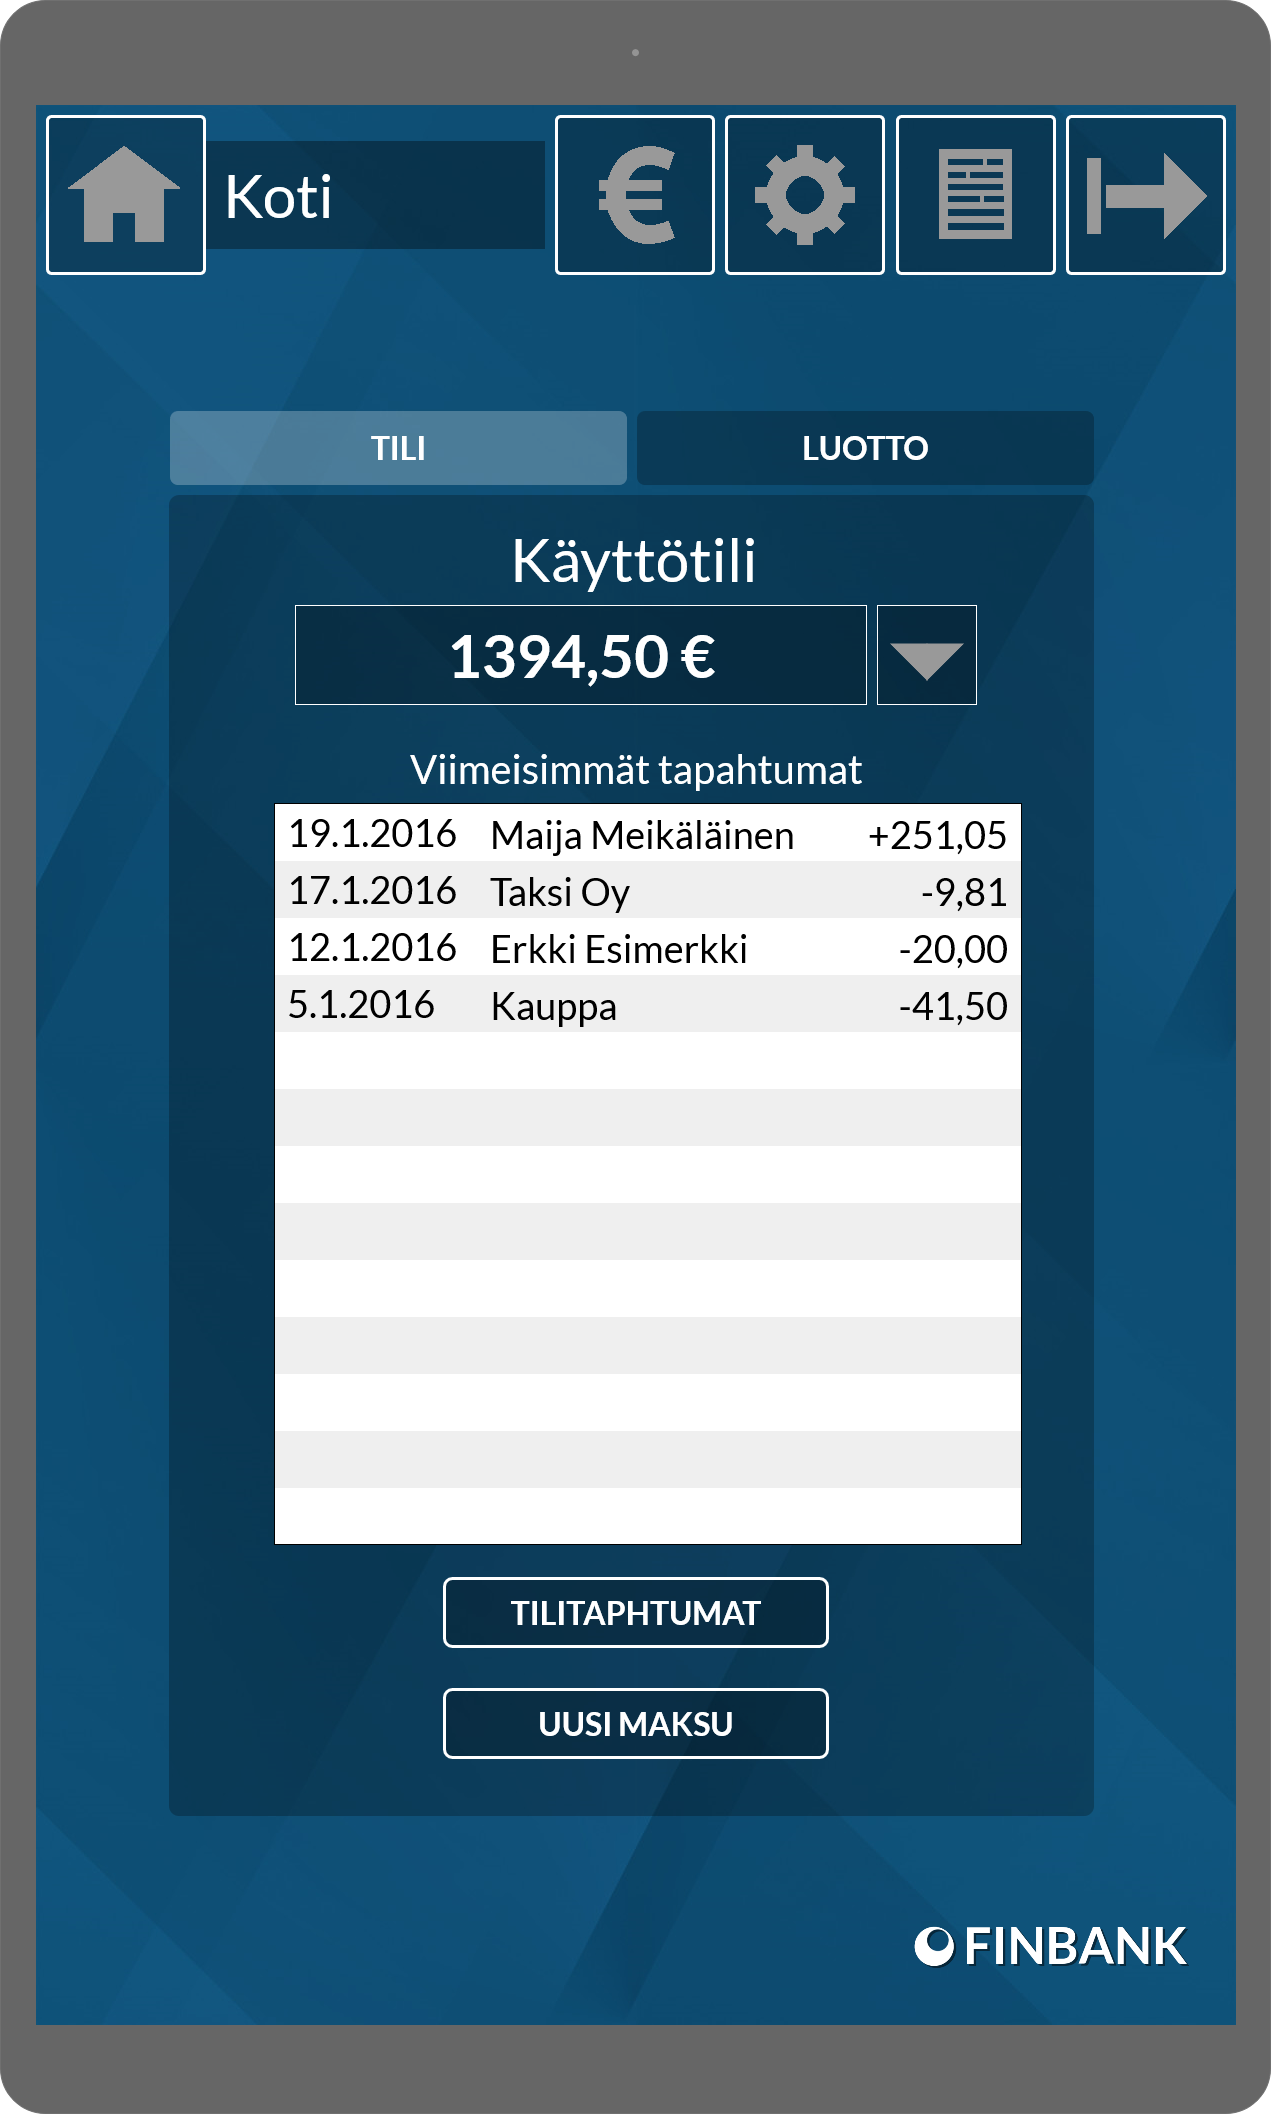 Koti
TILI LUOTTO
Käyttötili
1394,50 €
Viimeisimmät tapahtumat
19.1.2016 Maija Meikäläinen +251,05
17.1.2016 Taksi Oy -9,81
12.1.2016 Erkki Esimerkki -20,00
5.1.2016 Kauppa -41,50
TILITAPHTUMAT
UUSI MAKSU
FINBANK